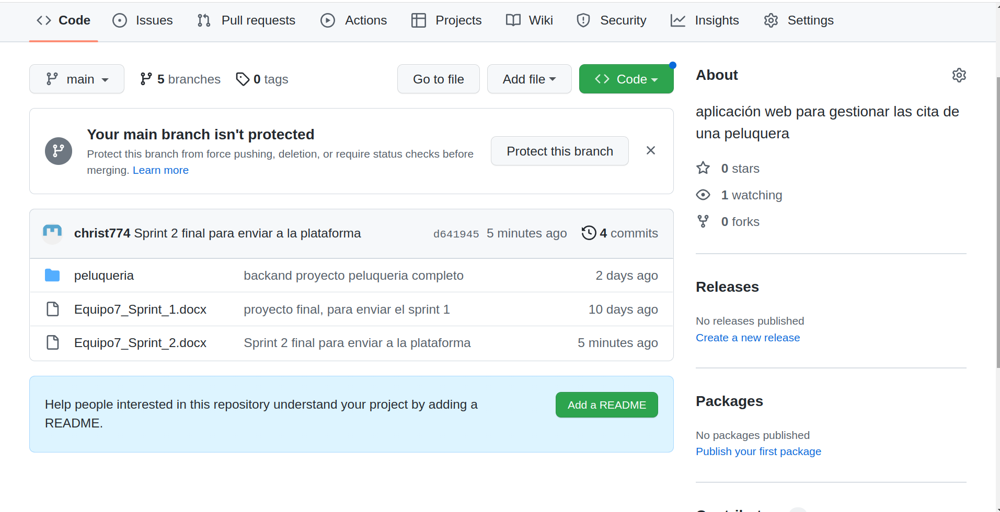 Code Issues Pull requests Actions Projects Wiki Security Insights Settings
main 5 branches 0 tags Go to file Add file Code
Your main branch isn't protected
Protect this branch from force pushing, deletion, or require status checks before
merging. Learn more
Protect this branch
christ774 Sprint 2 final para enviar a la plataforma d641945 5 minutes ago 4 commits
peluqueria backand proyecto peluqueria completo 2 days ago
Equipo7_Sprint_1.docx proyecto final, para enviar el sprint 1 10 days ago
Equipo7_Sprint_2.docx Sprint 2 final para enviar a la plataforma 5 minutes ago
Help people interested in this repository understand your project by adding a
README.
Add a README
About
aplicación web para gestionar las cita de
una peluquera
0 stars
1 watching
0 forks
Releases
No releases published
Create a new release
Packages
No packages published
Publish your first package